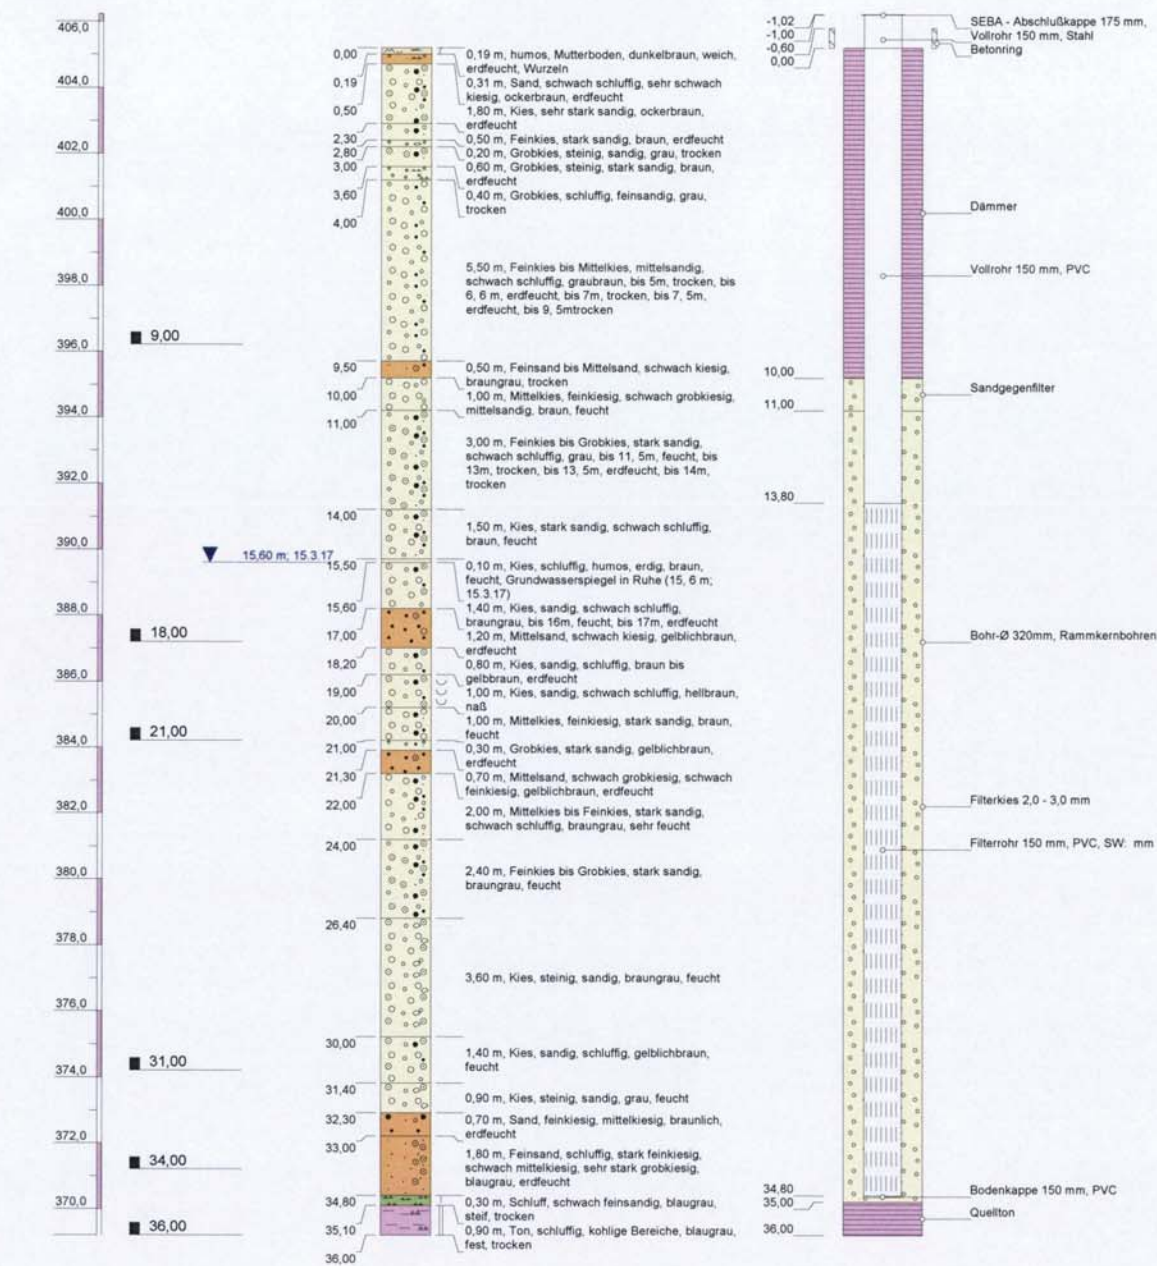 406,0
404,0
402,0
400,0
398,0
396,0
394,0
392,0
390,0
388,0
386,0
384,0
382,0
380,0
378,0
376,0
374,0
372,0
370,0
9,00
15,60 m; 15.3.17
18,00
21,00
31,00
34,00
36,00
0,00
0,19
0,50
2,30
2,80
3,00
3,60
4,00
9,50
10,00
11,00
14,00
15,50
15,60
17,00
18,20
19,00
20,00
21,00
21,30
22,00
24,00
26,40
30,00
31,40
32,30
33,00
34,80
35,10
36,00
0,19 m, humos, Mutterboden, dunkelbraun, weich,
erdfeucht, Wurzeln
0,31 m, Sand, schwach schluffig, sehr schwach
kiesig, ockerbraun, erdfeucht
1,80 m, Kies, sehr stark sandig, ockerbraun,
erdfeucht
0,50 m, Feinkies, stark sandig, braun, erdfeucht
0,20 m, Grobkies, steinig, sandig, grau, trocken
0,60 m, Grobkies, steinig, stark sandig, braun,
erdfeucht
0,40 m, Grobkies, schluffig, feinsandig, grau,
trocken
5,50 m, Feinkies bis Mittelkies, mittelsandig,
schwach schluffig, graubraun, bis 5m, trocken, bis
6, 6 m, erdfeucht, bis 7m, trocken, bis 7, 5m,
erdfeucht, bis 9, 5mtrocken
0,50 m, Feinsand bis Mittelsand, schwach kiesig,
braungrau, trocken
1,00 m, Mittelkies, feinkiesig, schwach grobkiesig,
mittelsandig, braun, feucht
3,00 m, Feinkies bis Grobkies, stark sandig,
schwach schluffig, grau, bis 11, 5m, feucht, bis
13m, trocken, bis 13, 5m, erdfeucht, bis 14m,
trocken
1,50 m, Kies, stark sandig, schwach schluffig,
braun, feucht
0,10 m, Kies, schluffig, humos, erdig, braun,
feucht, Grundwasserspiegel in Ruhe (15, 6 m;
15.3.17)
1,40 m, Kies, sandig, schwach schluffig,
braungrau, bis 16m, feucht, bis 17m, erdfeucht
1,20 m, Mittelsand, schwach kiesig, gelblichbraun,
erdfeucht
0,80 m, Kies, sandig, schluffig, braun bis
gelbbraun, erdfeucht
1,00 m, Kies, sandig, schwach schluffig, hellbraun,
naß
1,00 m, Mittelkies, feinkiesig, stark sandig, braun,
feucht
0,30 m, Grobkies, stark sandig, gelblichbraun,
erdfeucht
0,70 m, Mittelsand, schwach grobkiesig, schwach
feinkiesig, gelblichbraun, erdfeucht
2,00 m, Mittelkies bis Feinkies, stark sandig,
schwach schluffig, braungrau, sehr feucht
2,40 m, Feinkies bis Grobkies, stark sandig,
braungrau, feucht
3,60 m, Kies, steinig, sandig, braungrau, feucht
1,40 m, Kies, sandig, schluffig, gelblichbraun,
feucht
0,90 m, Kies, steinig, sandig, grau, feucht
0,70 m, Sand, feinkiesig, mittelkiesig, braunlich,
erdfeucht
1,80 m, Feinsand, schluffig, stark feinkiesig,
schwach mittelkiesig, sehr stark grobkiesig,
blaugrau, erdfeucht
0,30 m, Schluff, schwach feinsandig, blaugrau,
steif, trocken
0,90 m, Ton, schluffig, kohlige Bereiche, blaugrau,
fest, trocken
-1,02
-1,00
-0,60
0,00
10,00
11,00
13,80
34,80
35,00
36,00
SEBA - Abschlußkappe 175 mm,
Vollrohr 150 mm, Stahl
Betonring
Dämmer
Vollrohr 150 mm, PVC
Sandgegenfilter
Bohr-Ø 320mm, Rammkernbohren
Filterkies 2,0 - 3,0 mm
Filterrohr 150 mm, PVC, SW: mm
Bodenkappe 150 mm, PVC
Quellton